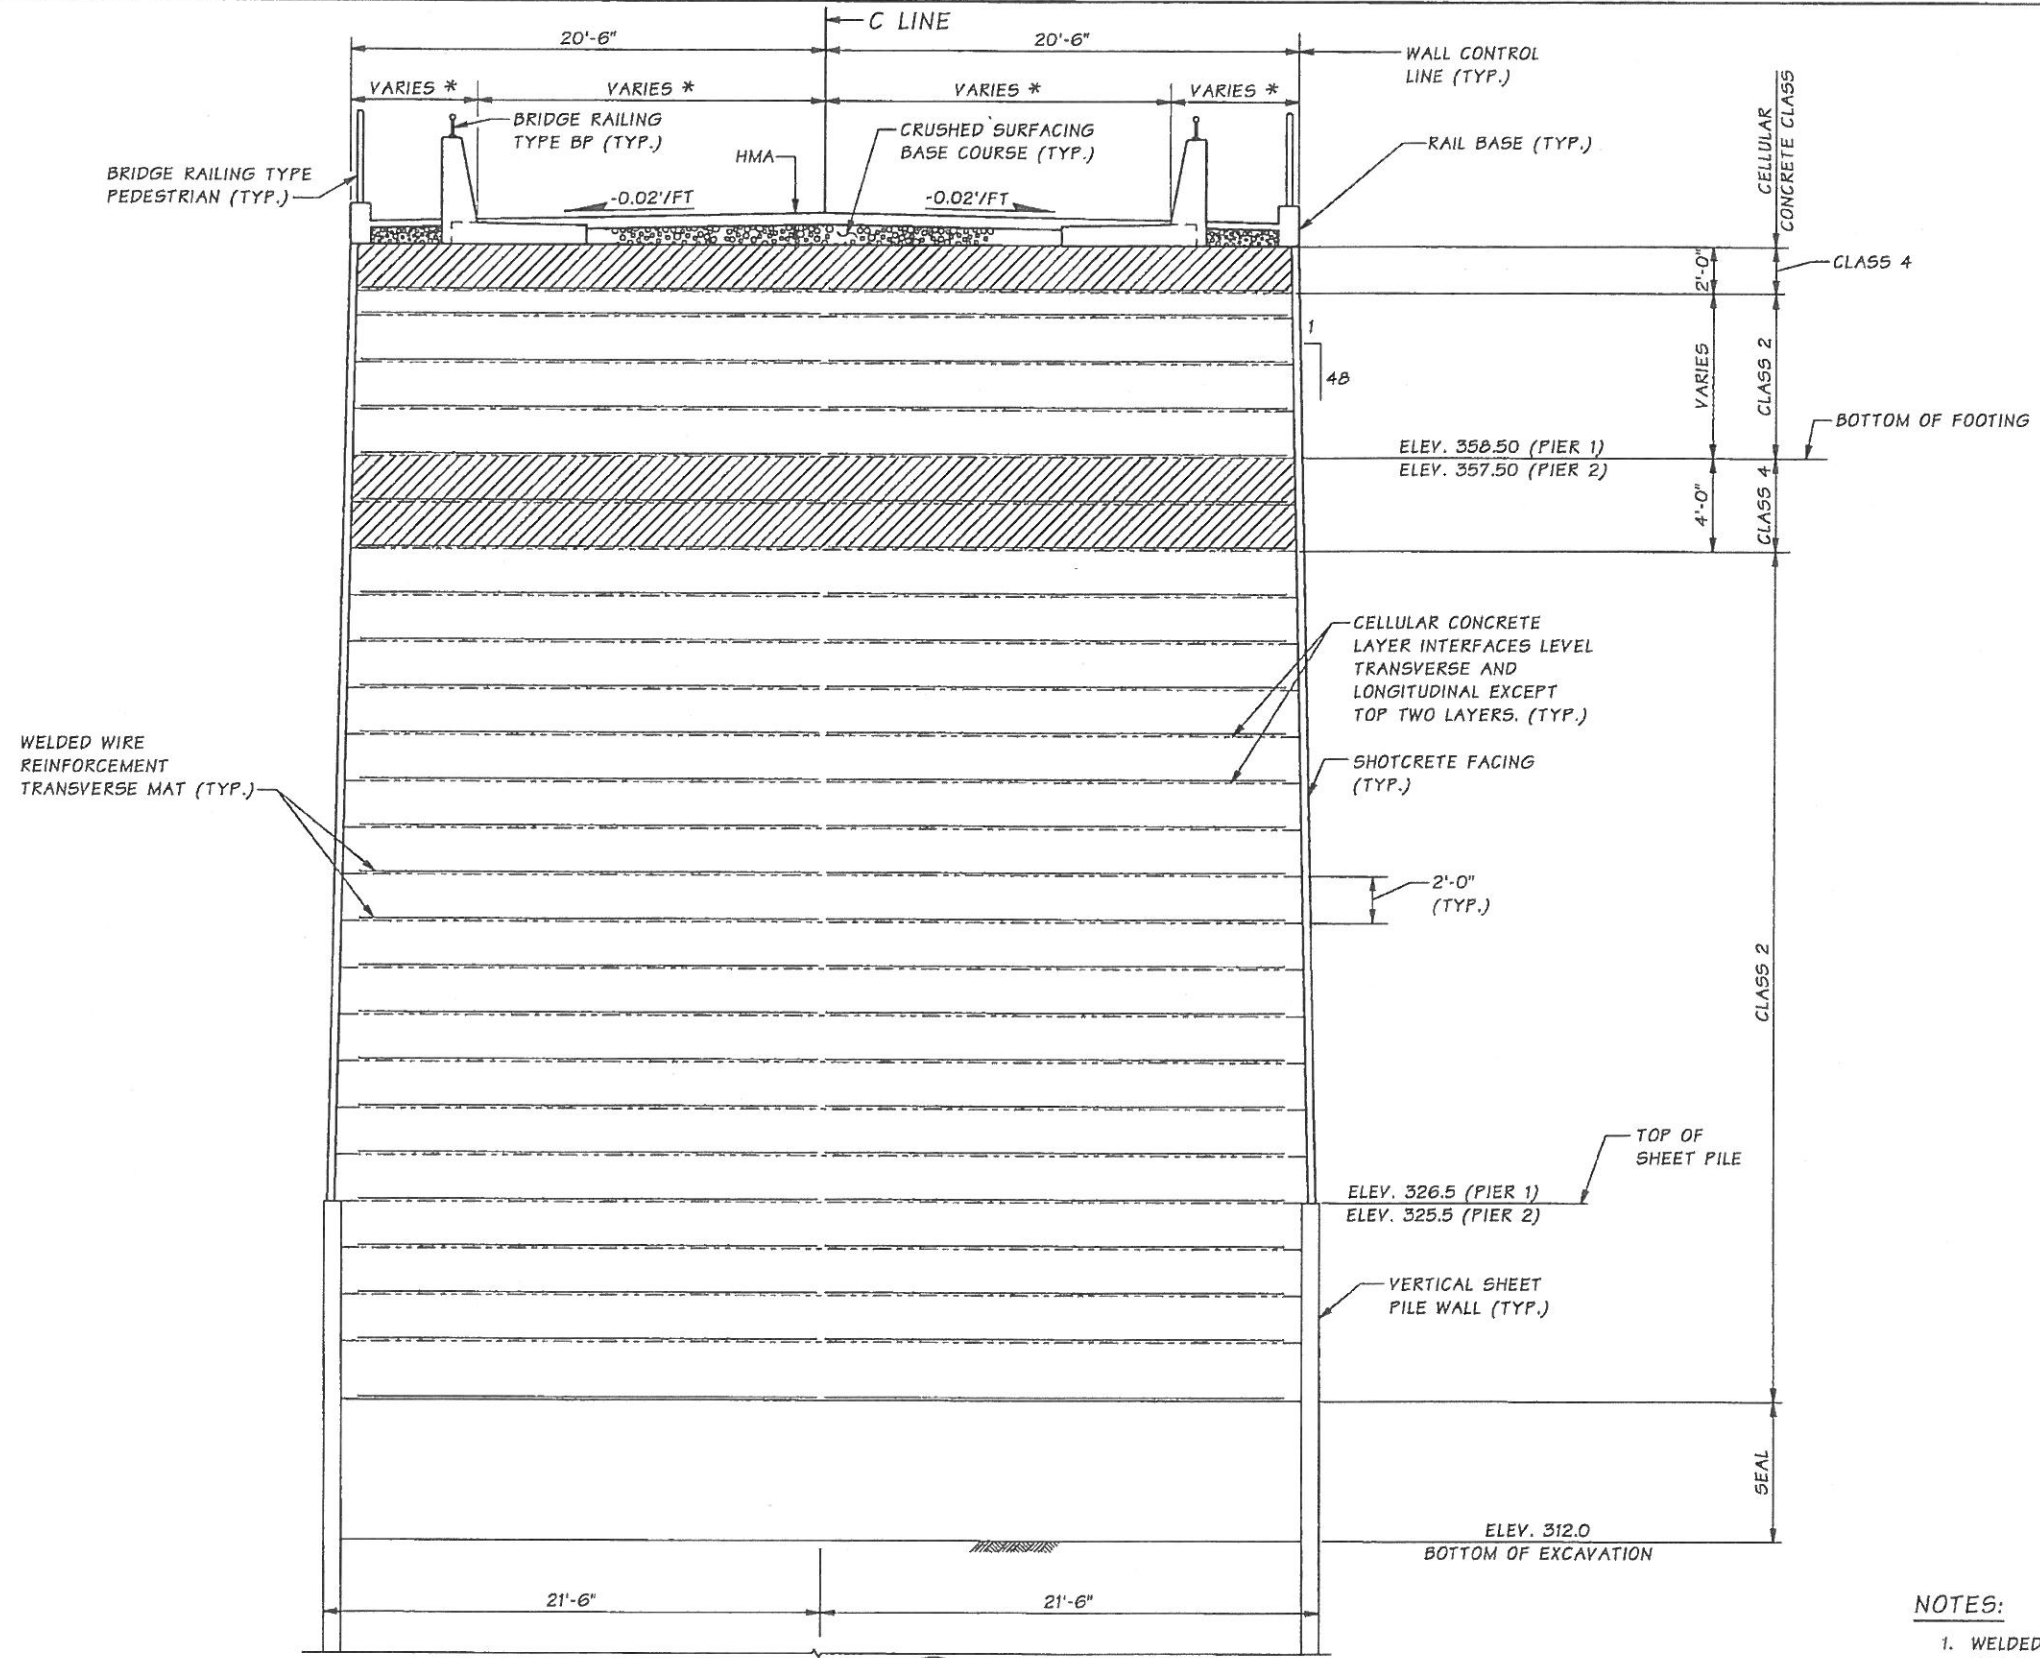 C LINE
20'-6"
20'-6"
WALL CONTROL
LINE (TYP.)
VARIES *
VARIES *
VARIES *
VARIES *
BRIDGE RAILING
TYPE BP (TYP.)
CRUSHED SURFACING
BASE COURSE (TYP.)
HMA
RAIL BASE (TYP.)
CELLULAR
CONCRETE CLASS
BRIDGE RAILING TYPE
PEDESTRIAN (TYP.)
-0.02'/FT
-0.02'/FT
2'-0"
CLASS 4
1
48
VARIES
CLASS 2
BOTTOM OF FOOTING
ELEV. 358.50 (PIER 1)
ELEV. 357.50 (PIER 2)
4'-0"
CLASS 4
CELLULAR CONCRETE
LAYER INTERFACES LEVEL
TRANSVERSE AND
LONGITUDINAL EXCEPT
TOP TWO LAYERS. (TYP.)
WELDED WIRE
REINFORCEMENT
TRANSVERSE MAT (TYP.)
SHOTCRETE FACING
(TYP.)
2'-0"
(TYP.)
CLASS 2
TOP OF
SHEET PILE
ELEV. 326.5 (PIER 1)
ELEV. 325.5 (PIER 2)
VERTICAL SHEET
PILE WALL (TYP.)
SEAL
ELEV. 312.0
BOTTOM OF EXCAVATION
21'-6"
21'-6"
NOTES:
1. WELDED